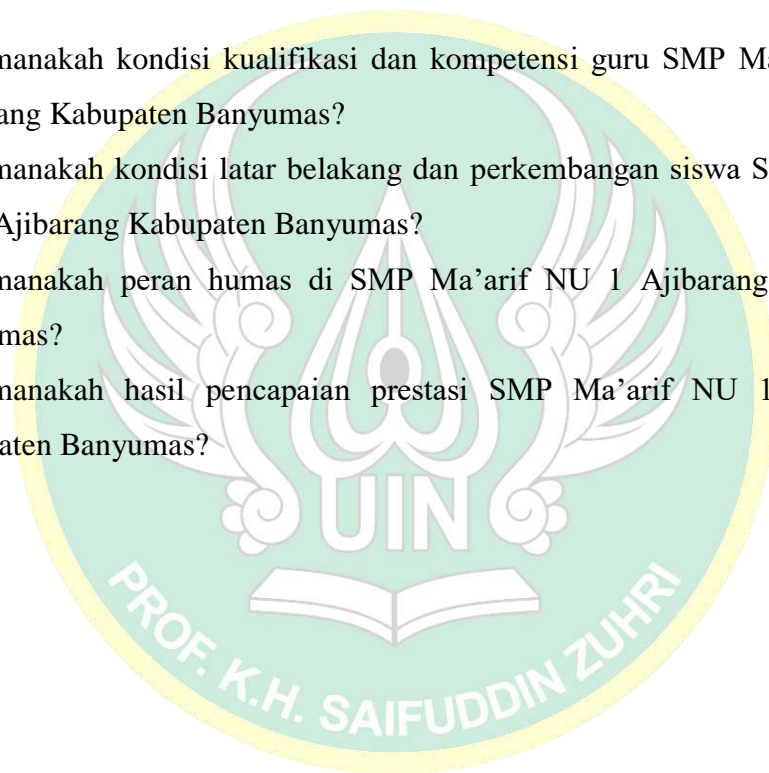 manakah kondisi kualifikasi dan kompetensi guru SMP Ma
ang Kabupaten Banyumas?
manakah kondisi latar belakang dan perkembangan siswa S
Ajibarang Kabupaten Banyumas?
manakah peran humas di SMP Ma’arif NU 1 Ajibarang
umas?
manakah hasil pencapaian prestasi SMP Ma’arif NU 1
aten Banyumas?
UIN
PROF. K.H. SAIFUDDIN ZUHRI